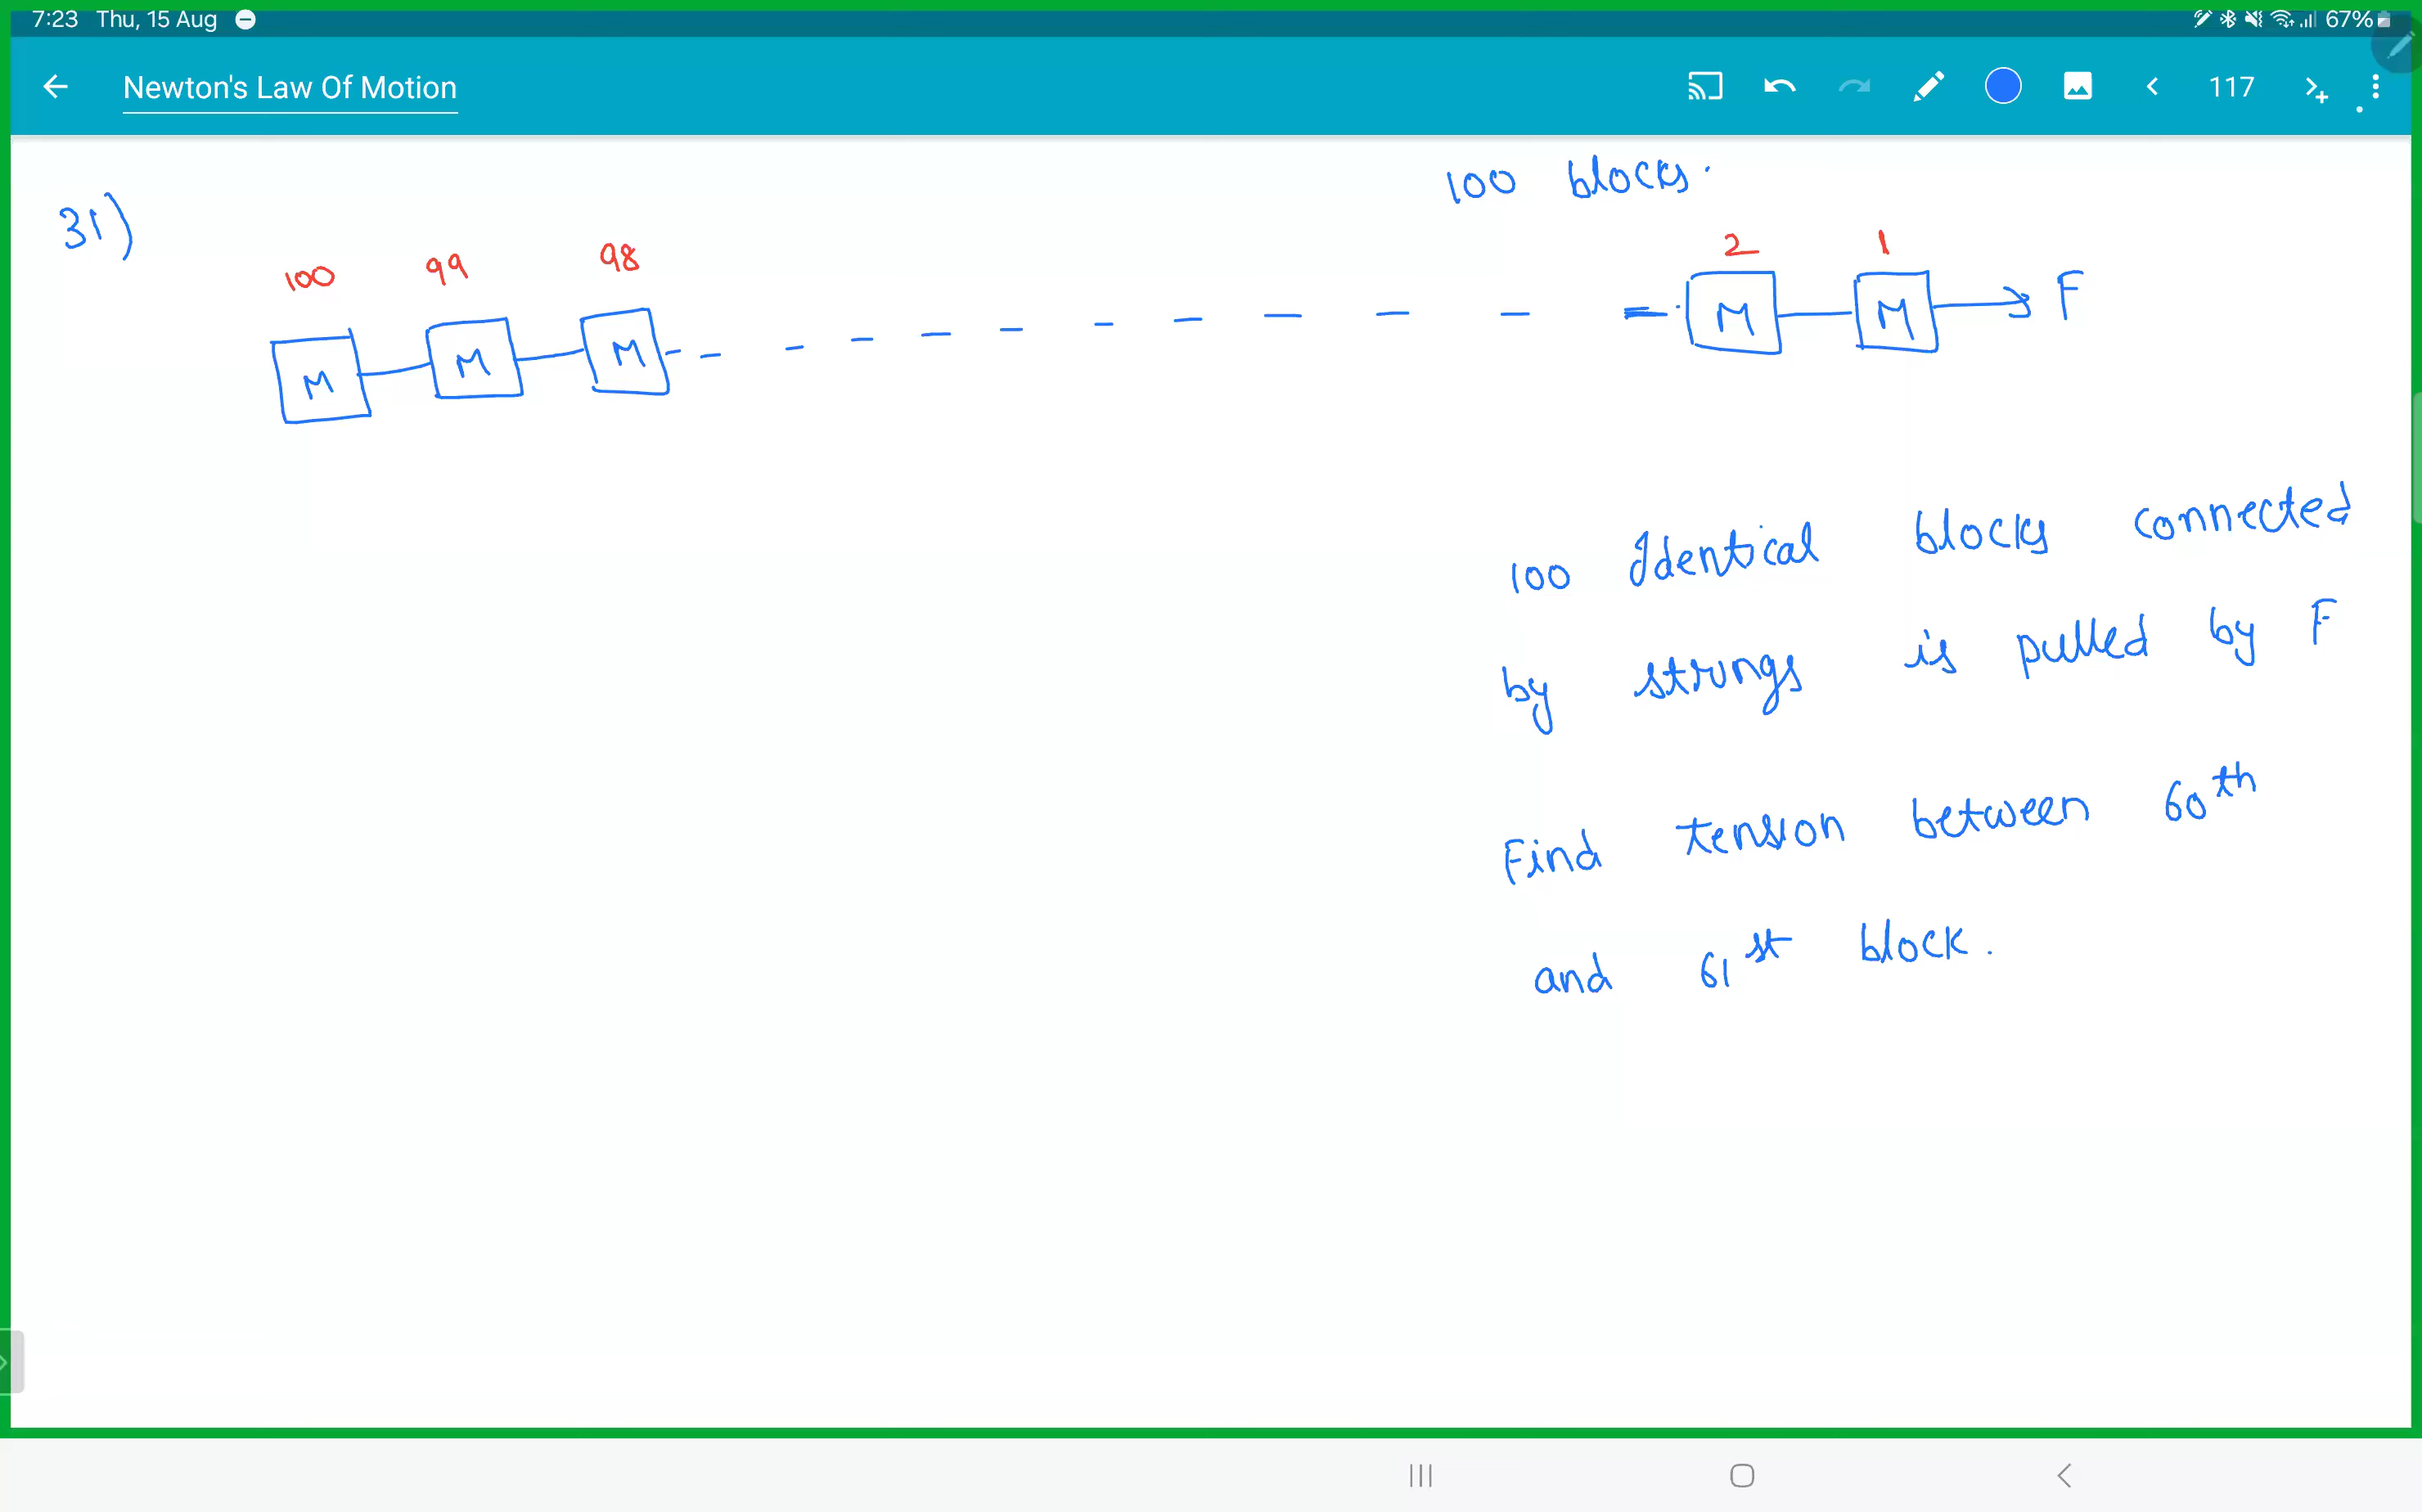 7:23 Thu, 15 Aug 67%
Newton's Law Of Motion 117
100 blocks.
31)
100 99 98 2 1
M M M M M F
100 Identical blocks connected
by strings is pulled by F
Find tension between 60th
and 61st block.